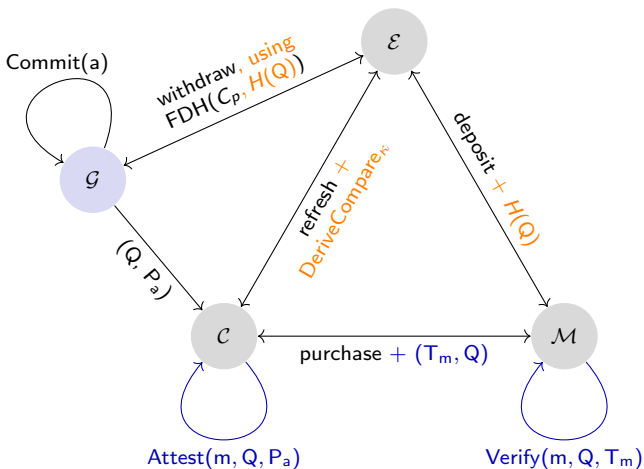 ℰ
Commit(a)
withdraw, using
FDH(C_p, H(Q))
𝒢
(Q, P_a)
refresh +
DeriveCompare_κ
deposit + H(Q)
𝒞
purchase + (T_m, Q)
ℳ
Attest(m, Q, P_a)
Verify(m, Q, T_m)